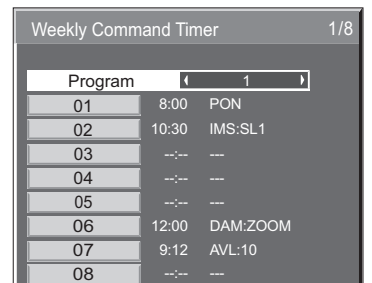 Weekly Command Timer 1/8
Program 1
01 8:00 PON
02 10:30 IMS:SL1
03 --:-- ---
04 --:-- ---
05 --:-- ---
06 12:00 DAM:ZOOM
07 9:12 AVL:10
08 --:-- ---